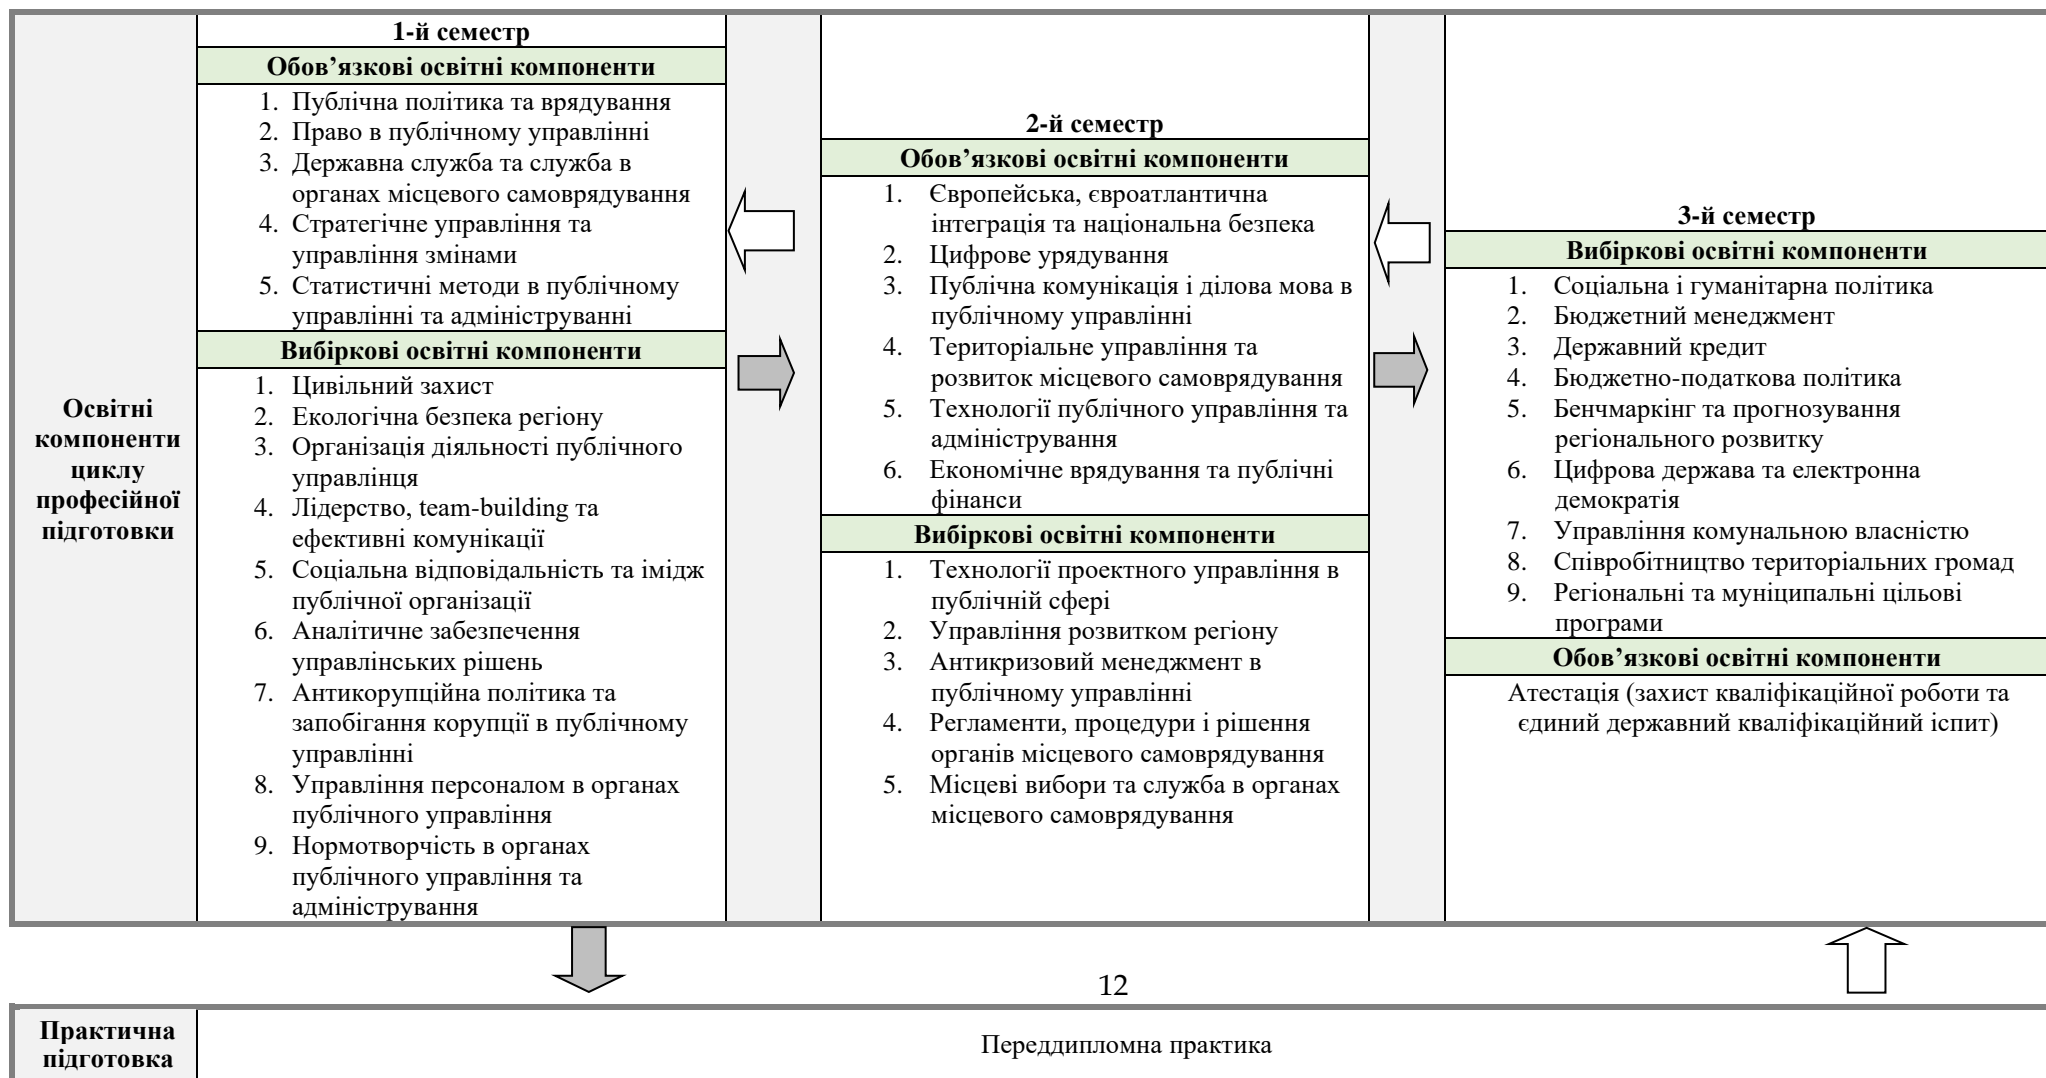 Освітні
компоненти
циклу
професійної
підготовки
1-й семестр
Обов’язкові освітні компоненти
1. Публічна політика та врядування
2. Право в публічному управлінні
3. Державна служба та служба в
органах місцевого самоврядування
4. Стратегічне управління та
управління змінами
5. Статистичні методи в публічному
управлінні та адмініструванні
Вибіркові освітні компоненти
1. Цивільний захист
2. Екологічна безпека регіону
3. Організація діяльності публічного
управлінця
4. Лідерство, team-building та
ефективні комунікації
5. Соціальна відповідальність та імідж
публічної організації
6. Аналітичне забезпечення
управлінських рішень
7. Антикорупційна політика та
запобігання корупції в публічному
управлінні
8. Управління персоналом в органах
публічного управління
9. Нормотворчість в органах
публічного управління та
адміністрування
2-й семестр
Обов’язкові освітні компоненти
1. Європейська, євроатлантична
інтеграція та національна безпека
2. Цифрове урядування
3. Публічна комунікація і ділова мова в
публічному управлінні
4. Територіальне управління та
розвиток місцевого самоврядування
5. Технології публічного управління та
адміністрування
6. Економічне врядування та публічні
фінанси
Вибіркові освітні компоненти
1. Технології проектного управління в
публічній сфері
2. Управління розвитком регіону
3. Антикризовий менеджмент в
публічному управлінні
4. Регламенти, процедури і рішення
органів місцевого самоврядування
5. Місцеві вибори та служба в органах
місцевого самоврядування
3-й семестр
Вибіркові освітні компоненти
1. Соціальна і гуманітарна політика
2. Бюджетний менеджмент
3. Державний кредит
4. Бюджетно-податкова політика
5. Бенчмаркінг та прогнозування
регіонального розвитку
6. Цифрова держава та електронна
демократія
7. Управління комунальною власністю
8. Співробітництво територіальних громад
9. Регіональні та муніципальні цільові
програми
Обов’язкові освітні компоненти
Атестація (захист кваліфікаційної роботи та
єдиний державний кваліфікаційний іспит)
12
Практична
підготовка
Переддипломна практика